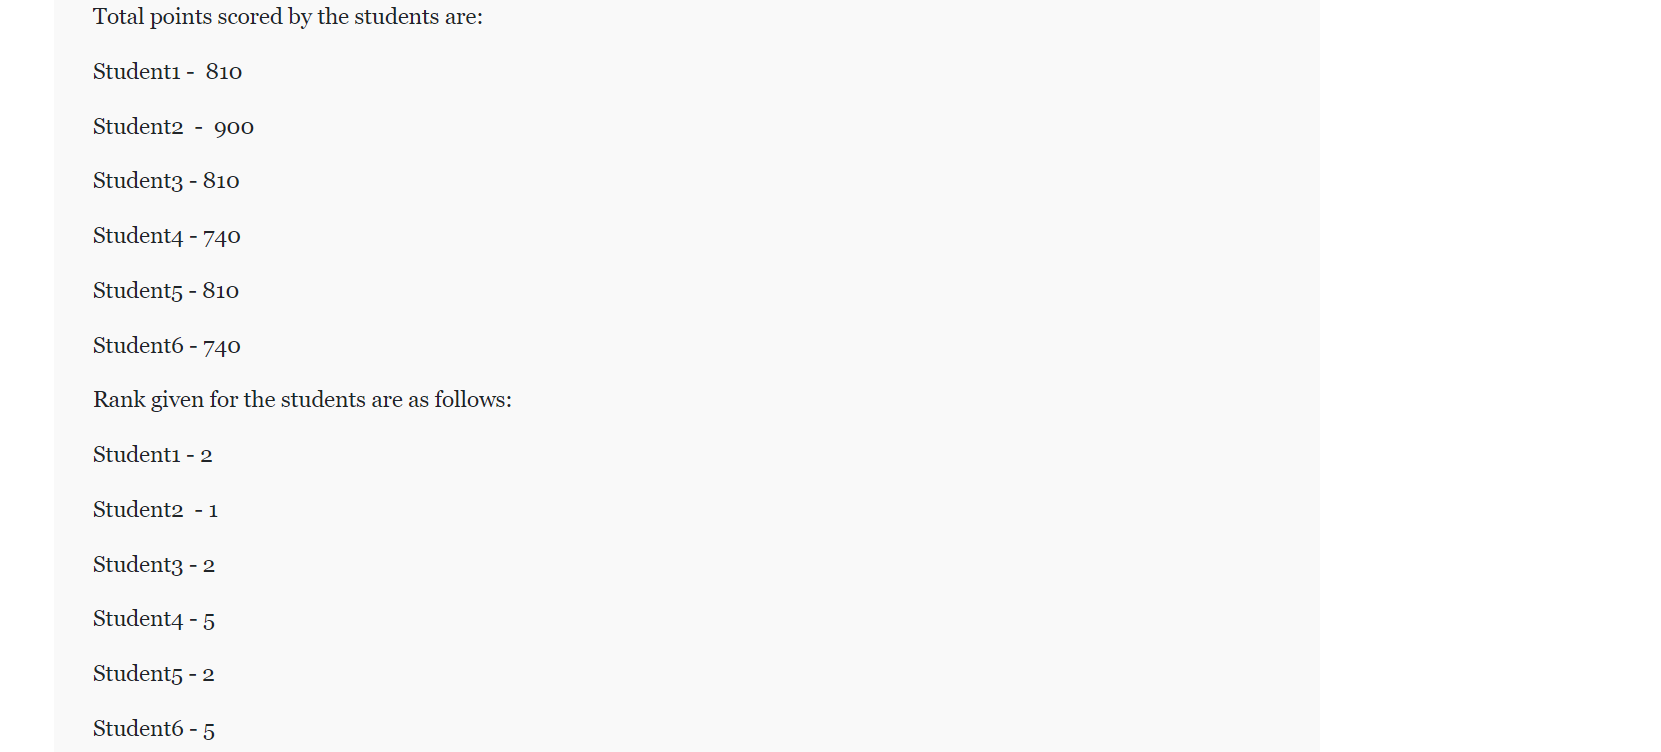 Total points scored by the students are:
Student1 -  810
Student2  -  900
Student3 - 810
Student4 - 740
Student5 - 810
Student6 - 740
Rank given for the students are as follows:
Student1 - 2
Student2  - 1
Student3 - 2
Student4 - 5
Student5 - 2
Student6 - 5